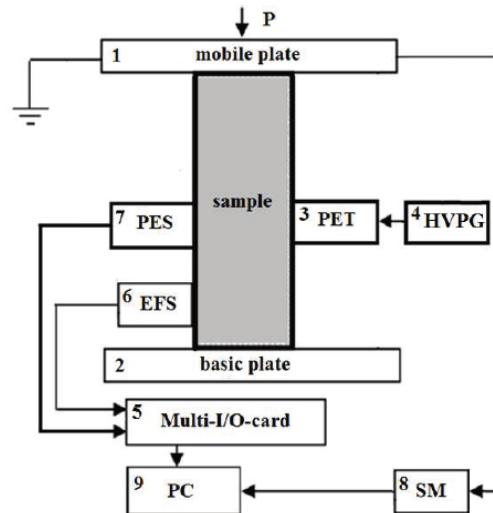 P
1 mobile plate
sample
7 PES
3 PET
4 HVPG
6 EFS
2 basic plate
5 Multi-I/O-card
9 PC
8 SM